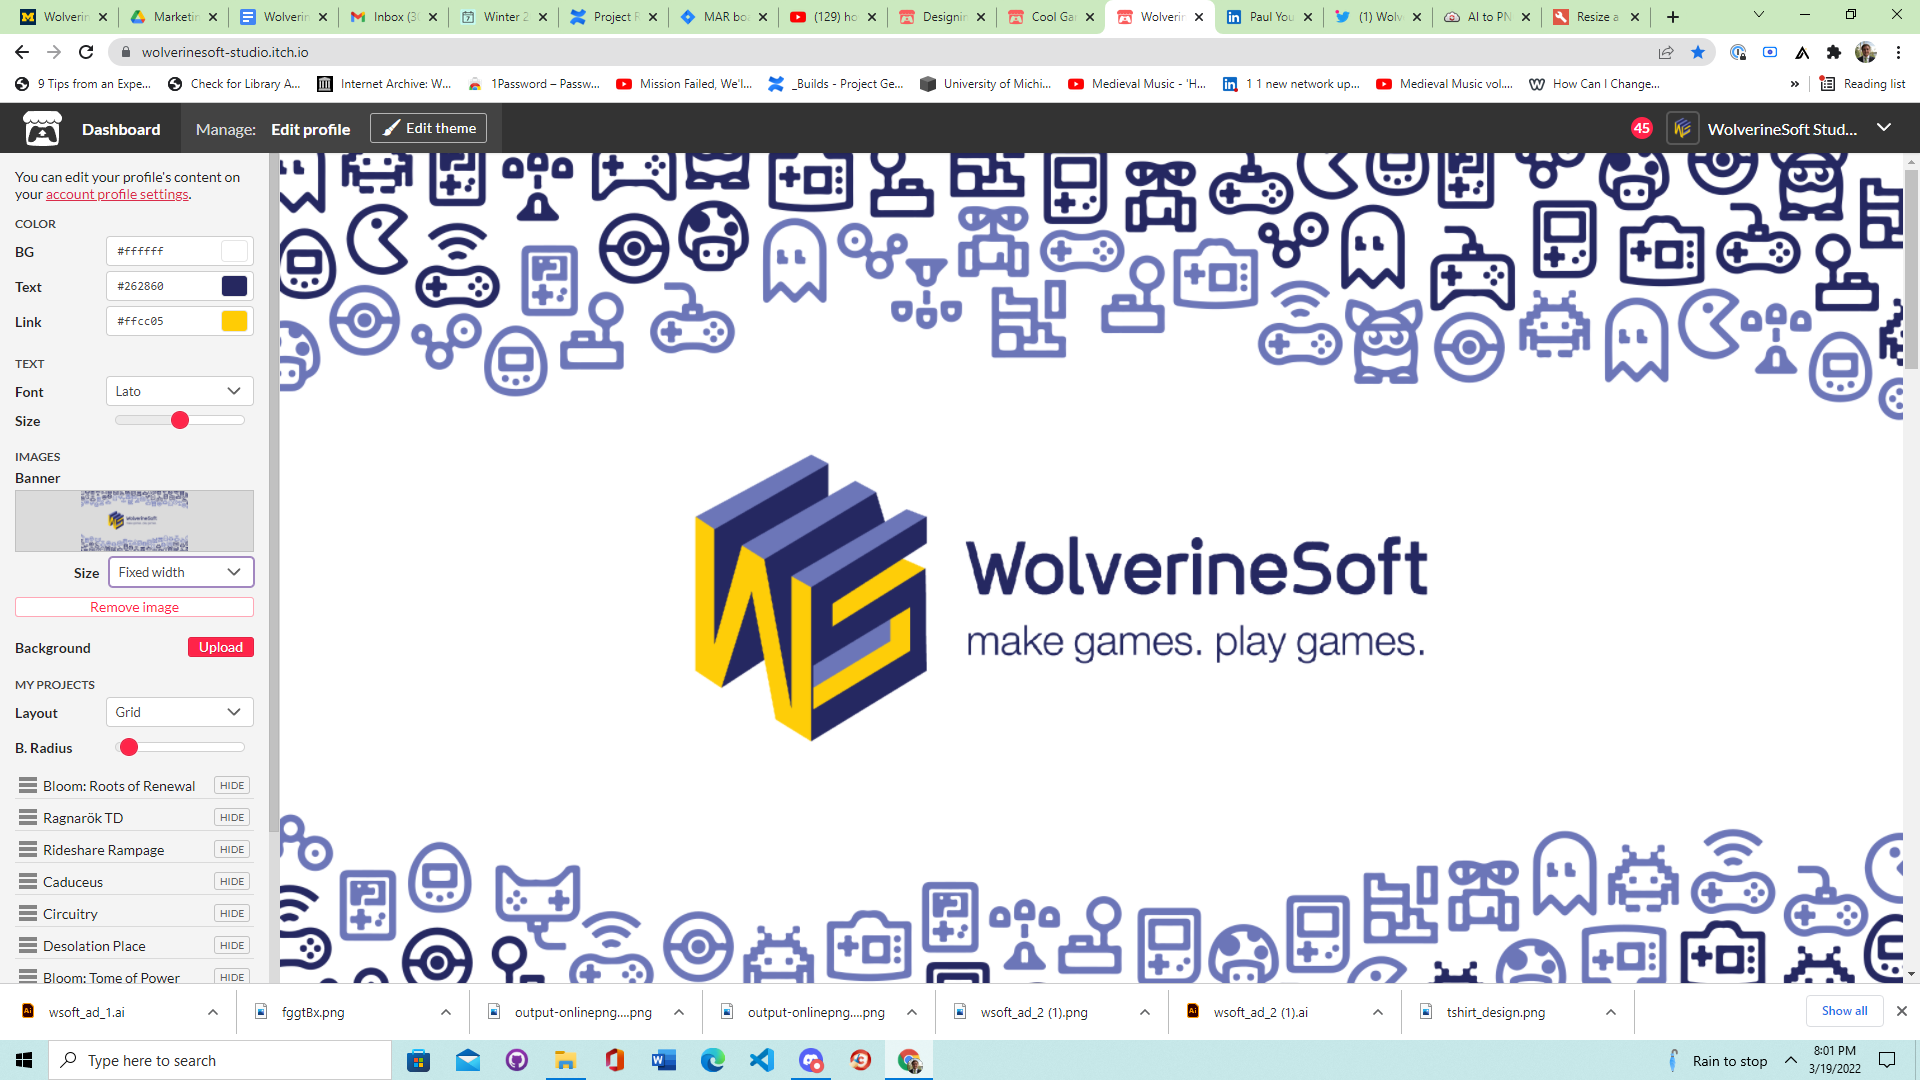 Wolverin
Marketin
Wolverin
Inbox (3
Winter 2
Project R
MAR boa
(129) ho
Designin
Cool Gar
Wolverin
Paul You
(1) Wolv
AI to PN
Resize a
wolverinesoft-studio.itch.io
9 Tips from an Expe...
Check for Library A...
Internet Archive: W...
1Password – Passw...
Mission Failed, We'l...
_Builds - Project Ge...
University of Michi...
Medieval Music - 'H...
1 1 new network up...
Medieval Music vol....
How Can I Change...
»
Reading list
Dashboard
Manage:
Edit profile
Edit theme
45
WolverineSoft Stud...
You can edit your profile's content on
your account profile settings.
COLOR
BG
#ffffff
Text
#262860
Link
#ffcc05
TEXT
Font
Lato
Size
IMAGES
Banner
Size
Fixed width
Remove image
Background
Upload
MY PROJECTS
Layout
Grid
B. Radius
Bloom: Roots of Renewal
HIDE
Ragnarök TD
HIDE
Rideshare Rampage
HIDE
Caduceus
HIDE
Circuitry
HIDE
Desolation Place
HIDE
Bloom: Tome of Power
HIDE
WolverineSoft
make games. play games.
wsoft_ad_1.ai
fggtBx.png
output-onlinepng....png
output-onlinepng....png
wsoft_ad_2 (1).png
wsoft_ad_2 (1).ai
tshirt_design.png
Show all
Type here to search
Rain to stop
8:01 PM
3/19/2022